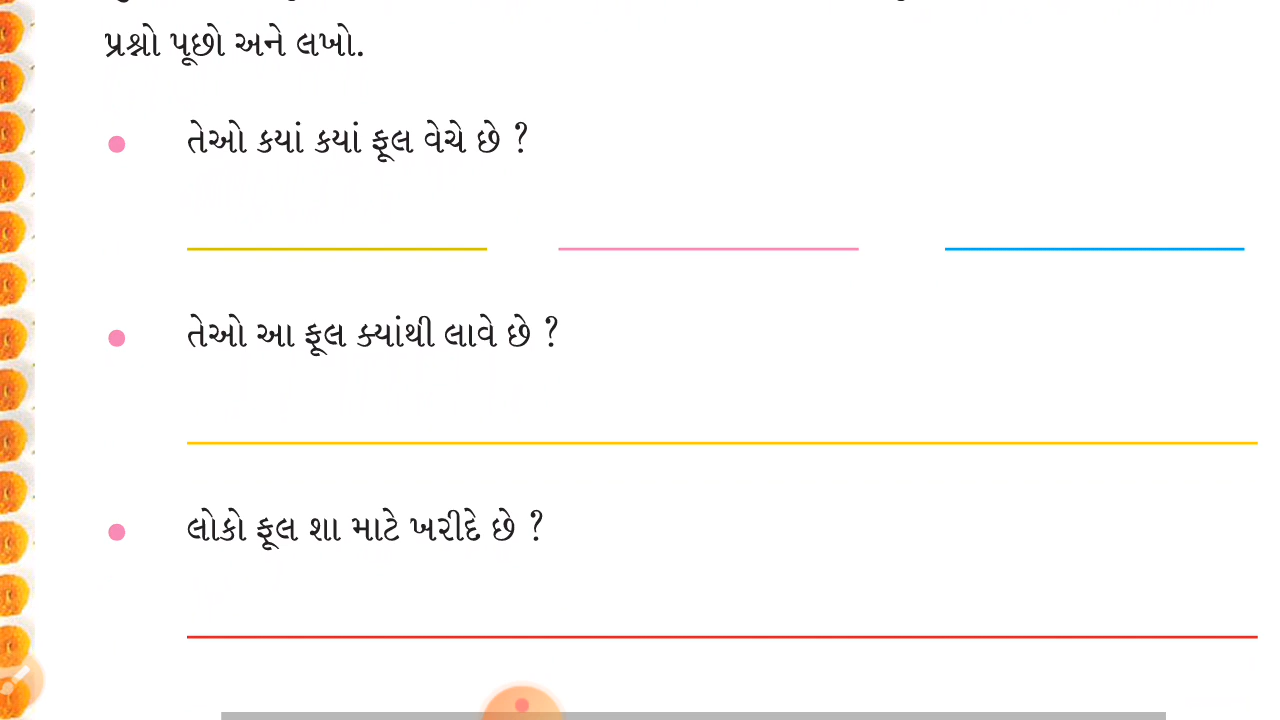 પ્રશ્નો પૂછો અને લખો.
તેઓ કયાં કયાં ફૂલ વેચે છે ?
તેઓ આ ફૂલ ક્યાંથી લાવે છે ?
લોકો ફૂલ શા માટે ખરીદે છે ?